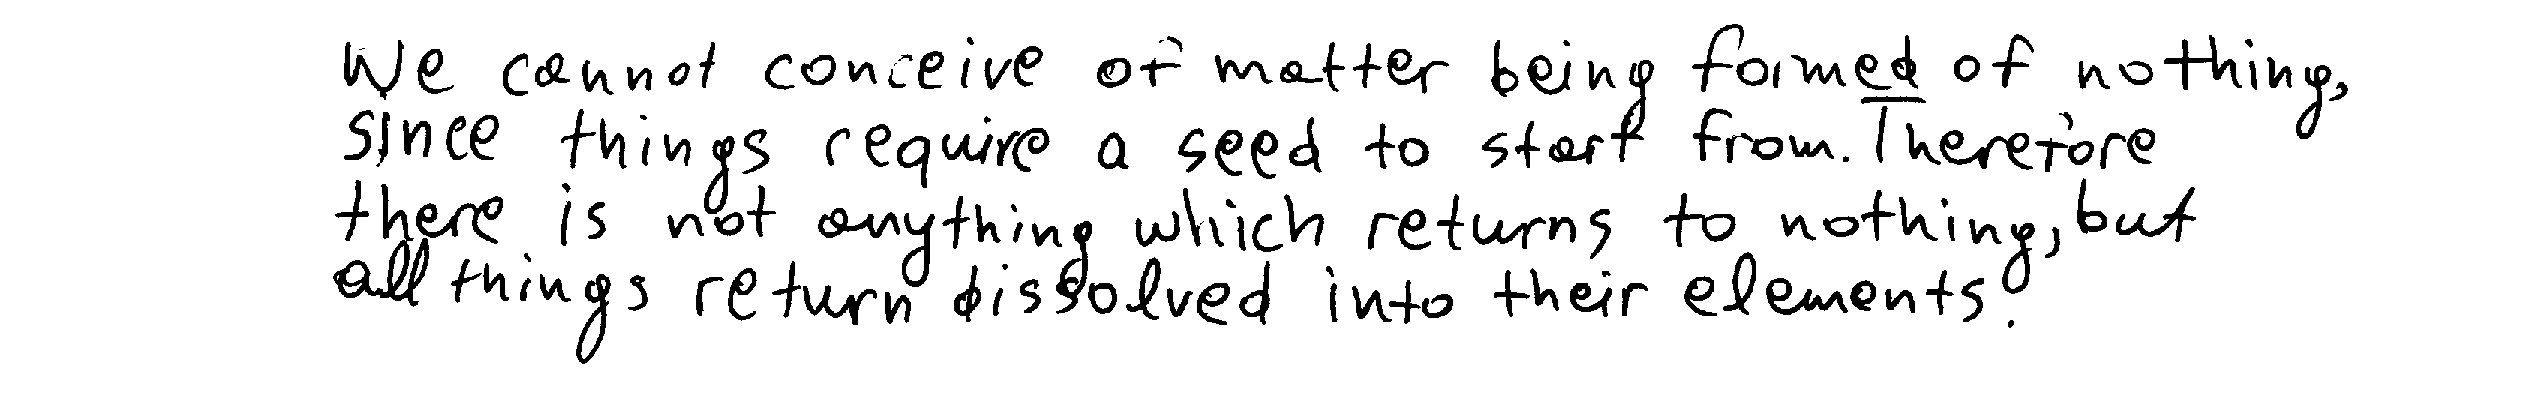 We cannot conceive of matter being formed of nothing,
since things require a seed to start from. Therefore
there is not anything which returns to nothing, but
all things return dissolved into their elements.